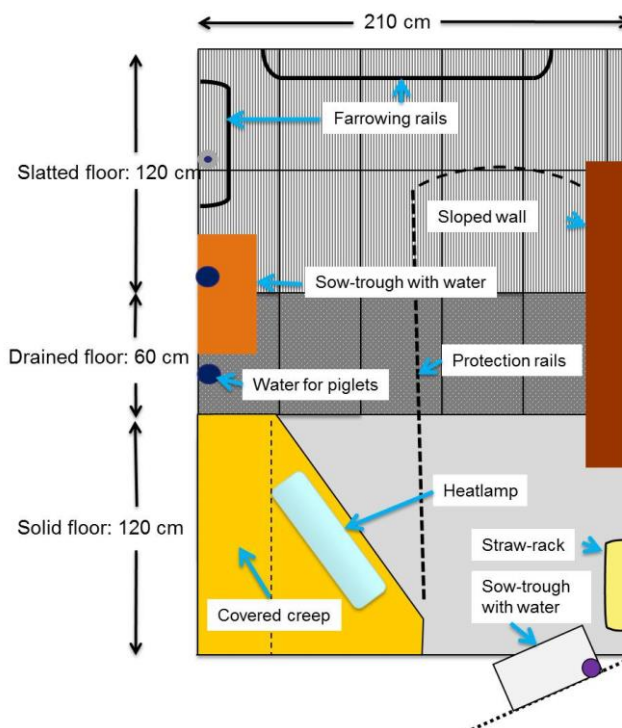 210 cm
Farrowing rails
Slatted floor: 120 cm
Sloped wall
Sow-trough with water
Drained floor: 60 cm
Protection rails
Water for piglets
Heatlamp
Solid floor: 120 cm
Straw-rack
Sow-trough
with water
Covered creep